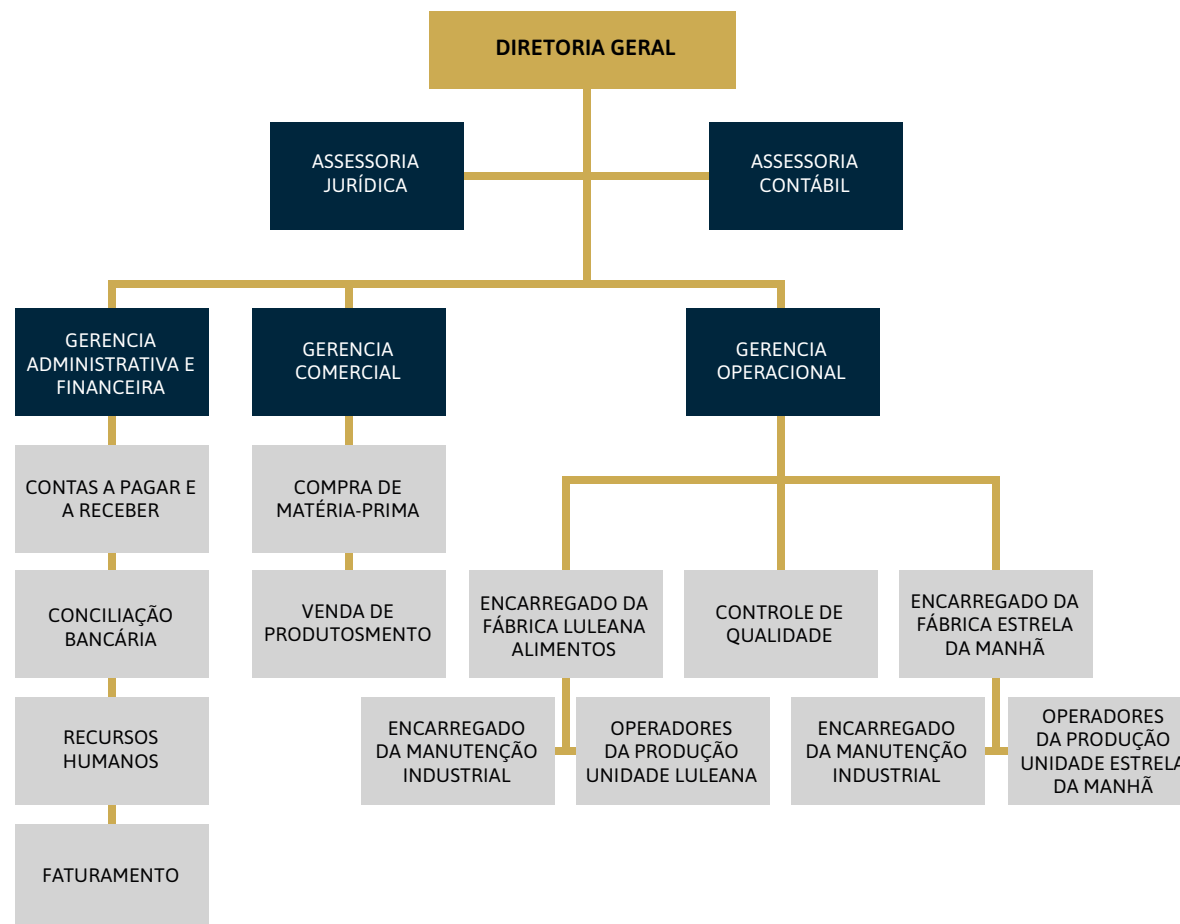 DIRETORIA GERAL
ASSESSORIA
JURÍDICA
ASSESSORIA
CONTÁBIL
GERENCIA
ADMINISTRATIVA E
FINANCEIRA
GERENCIA
COMERCIAL
GERENCIA
OPERACIONAL
CONTAS A PAGAR E
A RECEBER
COMPRA DE
MATÉRIA-PRIMA
CONCILIAÇÃO
BANCÁRIA
VENDA DE
PRODUTOSMENTO
ENCARREGADO DA
FÁBRICA LULEANA
ALIMENTOS
CONTROLE DE
QUALIDADE
ENCARREGADO DA
FÁBRICA ESTRELA
DA MANHÃ
RECURSOS
HUMANOS
ENCARREGADO
DA MANUTENÇÃO
INDUSTRIAL
OPERADORES
DA PRODUÇÃO
UNIDADE LULEANA
ENCARREGADO
DA MANUTENÇÃO
INDUSTRIAL
OPERADORES
DA PRODUÇÃO
UNIDADE ESTRELA
DA MANHÃ
FATURAMENTO